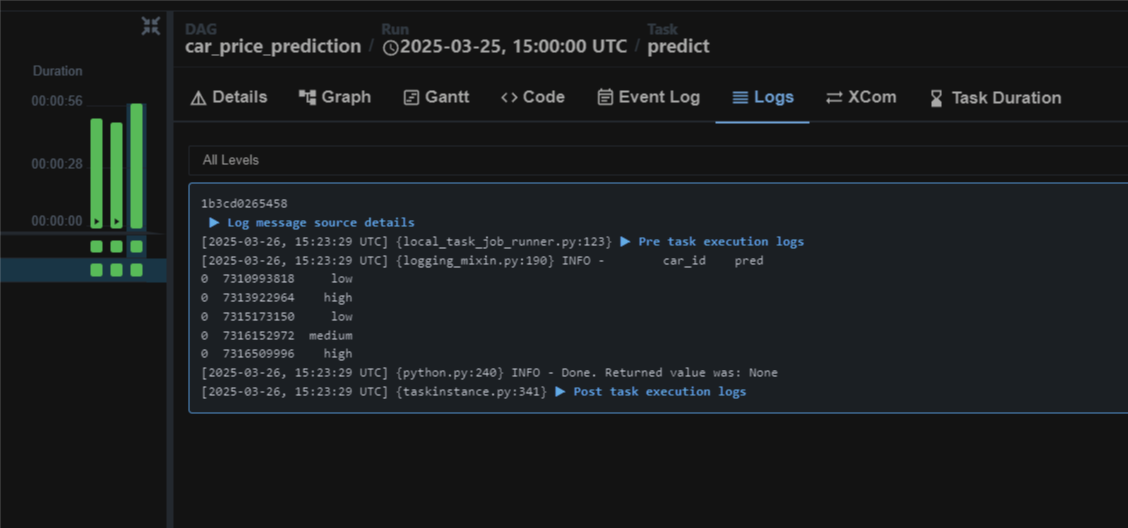 DAG
car_price_prediction
/
Run
2025-03-25, 15:00:00 UTC
/
Task
predict
Duration
00:00:56
00:00:28
00:00:00
Details
Graph
Gantt
Code
Event Log
Logs
XCom
Task Duration
All Levels
1b3cd0265458
▶ Log message source details
[2025-03-26, 15:23:29 UTC] {local_task_job_runner.py:123} ▶ Pre task execution logs
[2025-03-26, 15:23:29 UTC] {logging_mixin.py:190} INFO -        car_id    pred
0  7310993818     low
0  7313922964    high
0  7315173150     low
0  7316152972  medium
0  7316509996    high
[2025-03-26, 15:23:29 UTC] {python.py:240} INFO - Done. Returned value was: None
[2025-03-26, 15:23:29 UTC] {taskinstance.py:341} ▶ Post task execution logs